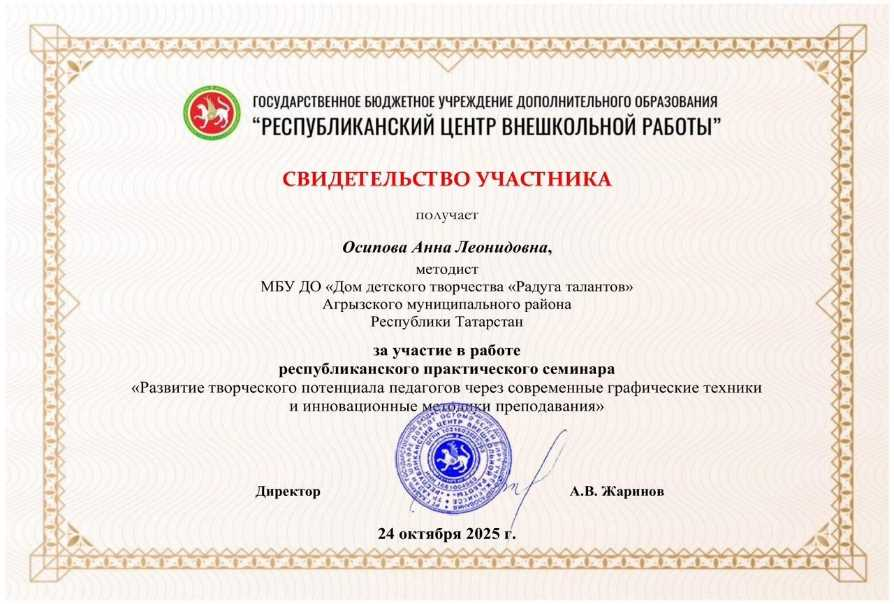 ГОСУДАРСТВЕННОЕ БЮДЖЕТНОЕ УЧРЕЖДЕНИЕ ДОПОЛНИТЕЛЬНОГО ОБРАЗОВАНИЯ
“РЕСПУБЛИКАНСКИЙ ЦЕНТР ВНЕШКОЛЬНОЙ РАБОТЫ”
СВИДЕТЕЛЬСТВО УЧАСТНИКА
получает
Осипова Анна Леонидовна,
методист
МБУ ДО «Дом детского творчества «Радуга талантов»
Агрызского муниципального района
Республики Татарстан
за участие в работе
республиканского практического семинара
«Развитие творческого потенциала педагогов через современные графические техники
и инновационные методики преподавания»
Директор
А.В. Жаринов
24 октября 2025 г.